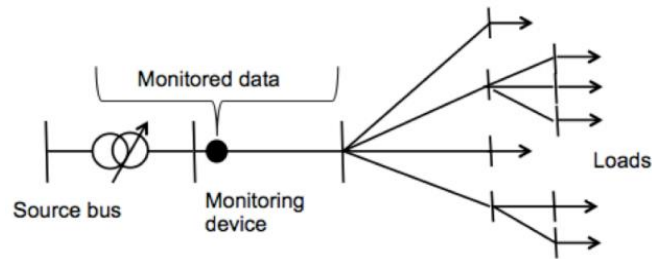 Monitored data
Source bus
Monitoring
device
Loads